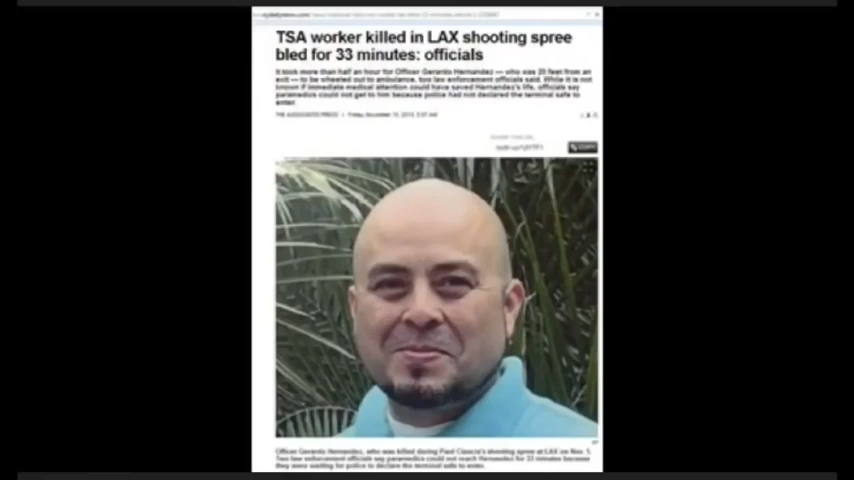 TSA worker killed in LAX shooting spree
bled for 33 minutes: officials
It took more than half an hour for Officer Gerardo Hernandez — who was 20 feet from an
exit — to be wheeled out to ambulance, two law enforcement officials said. While it is not
known if immediate medical attention could have saved Hernandez's life, officials say
paramedics could not get to him because police had not declared the terminal safe to
enter.
THE ASSOCIATED PRESS
Officer Gerardo Hernandez, who was killed during Paul Ciancia's shooting spree at LAX on Nov. 1.
Two law enforcement officials say paramedics could not reach Hernandez for 33 minutes because
they were waiting for police to declare the terminal safe to enter.